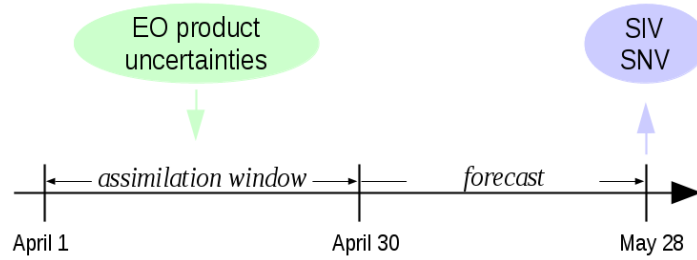 EO product
uncertainties
SIV
SNV
assimilation window
forecast
April 1
April 30
May 28